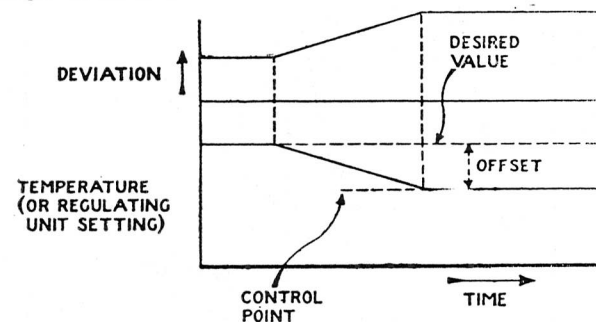 DESIRED
VALUE
DEVIATION
OFFSET
TEMPERATURE
(OR REGULATING
UNIT SETTING)
CONTROL
POINT
TIME